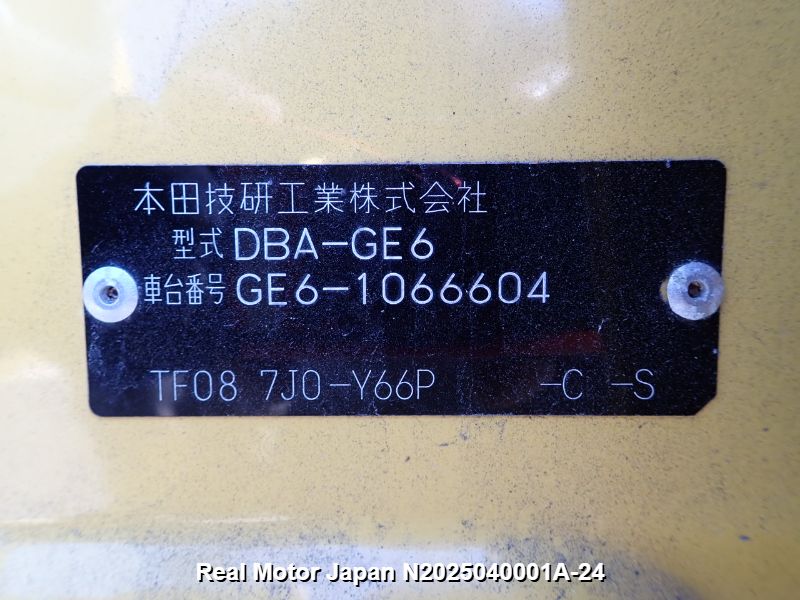 本田技研工業株式会社
型式 DBA-GE6
車台番号 GE6-1066604
TF08 7J0-Y66P -C -S
Real Motor Japan N2025040001A-24